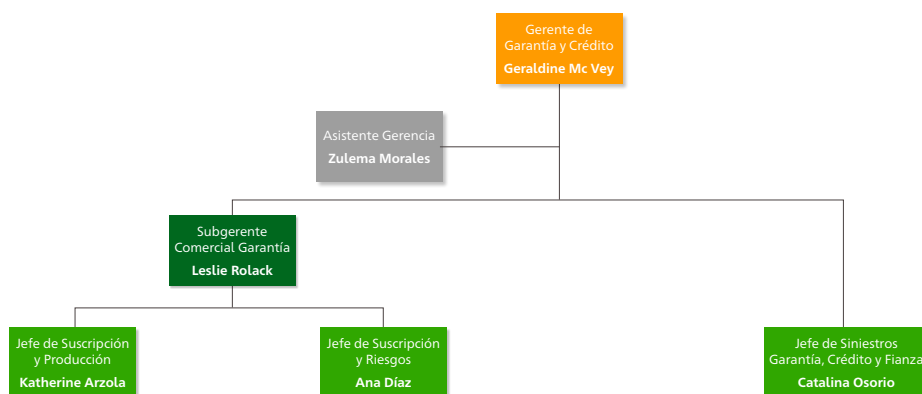 Gerente de
Garantía y Crédito
Geraldine Mc Vey
Asistente Gerencia
Zulema Morales
Subgerente
Comercial Garantía
Leslie Rolack
Jefe de Suscripción
y Producción
Katherine Arzola
Jefe de Suscripción
y Riesgos
Ana Díaz
Jefe de Siniestros
Garantía, Crédito y Fianza
Catalina Osorio